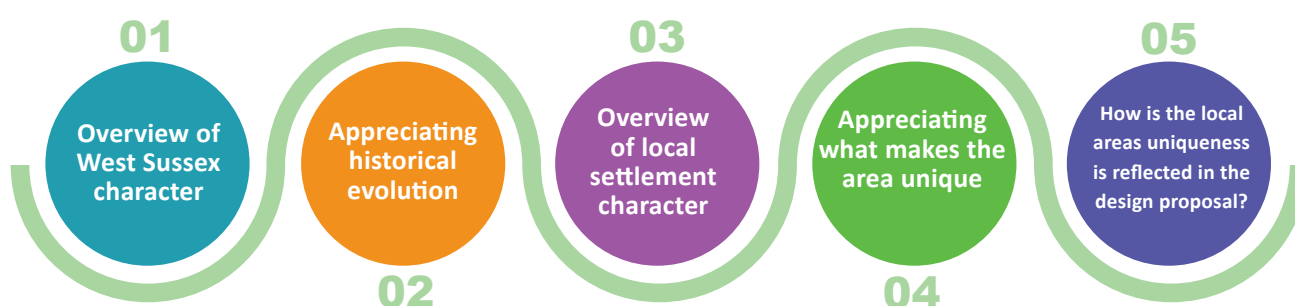 01
Overview of
West Sussex
character
Appreciating
historical
evolution
02
03
Overview
of local
settlement
character
Appreciating
what makes the
area unique
04
05
How is the local
areas uniqueness
is reflected in the
design proposal?